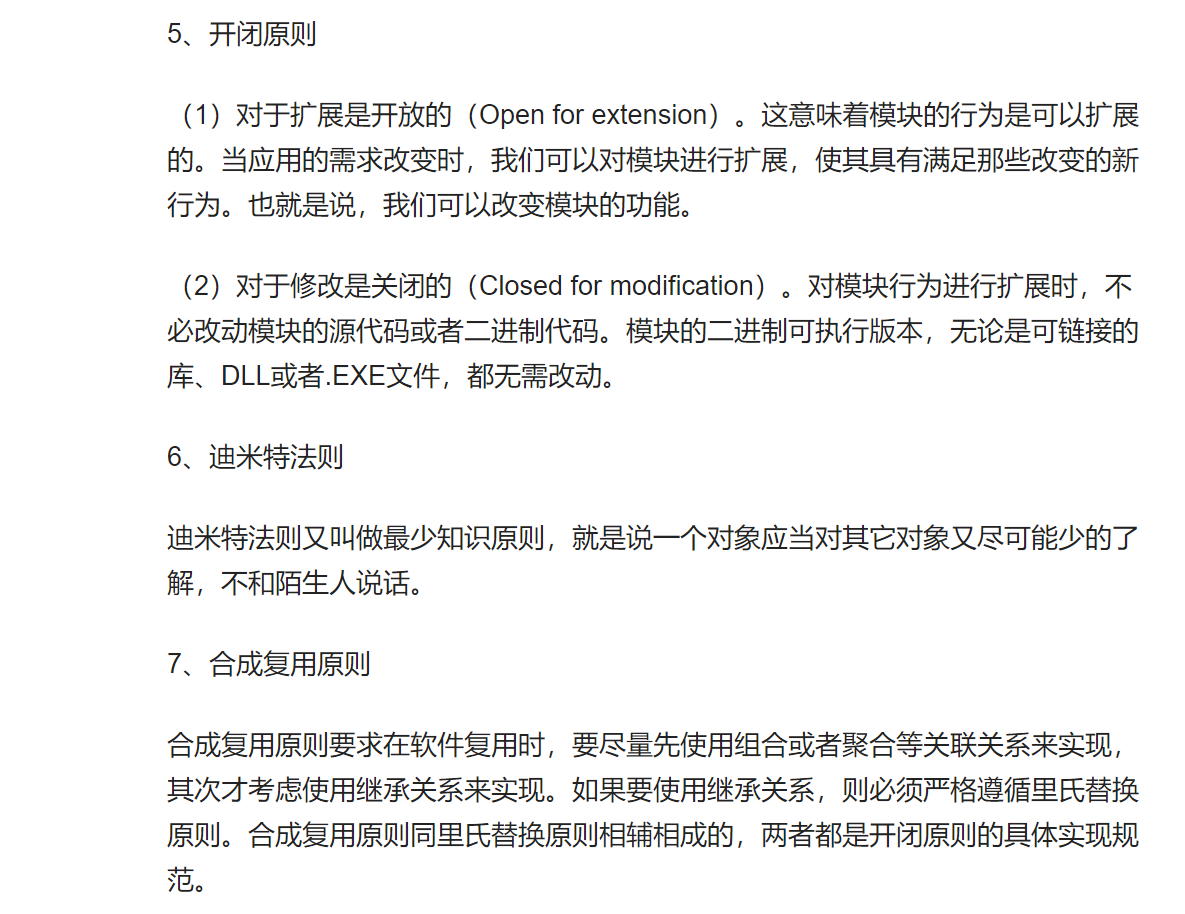 5、开闭原则
（1）对于扩展是开放的（Open for extension）。这意味着模块的行为是可以扩展
的。当应用的需求改变时，我们可以对模块进行扩展，使其具有满足那些改变的新
行为。也就是说，我们可以改变模块的功能。
（2）对于修改是关闭的（Closed for modification）。对模块行为进行扩展时，不
必改动模块的源代码或者二进制代码。模块的二进制可执行版本，无论是可链接的
库、DLL或者.EXE文件，都无需改动。
6、迪米特法则
迪米特法则又叫做最少知识原则，就是说一个对象应当对其它对象又尽可能少的了
解，不和陌生人说话。
7、合成复用原则
合成复用原则要求在软件复用时，要尽量先使用组合或者聚合等关联关系来实现，
其次才考虑使用继承关系来实现。如果要使用继承关系，则必须严格遵循里氏替换
原则。合成复用原则同里氏替换原则相辅相成的，两者都是开闭原则的具体实现规
范。